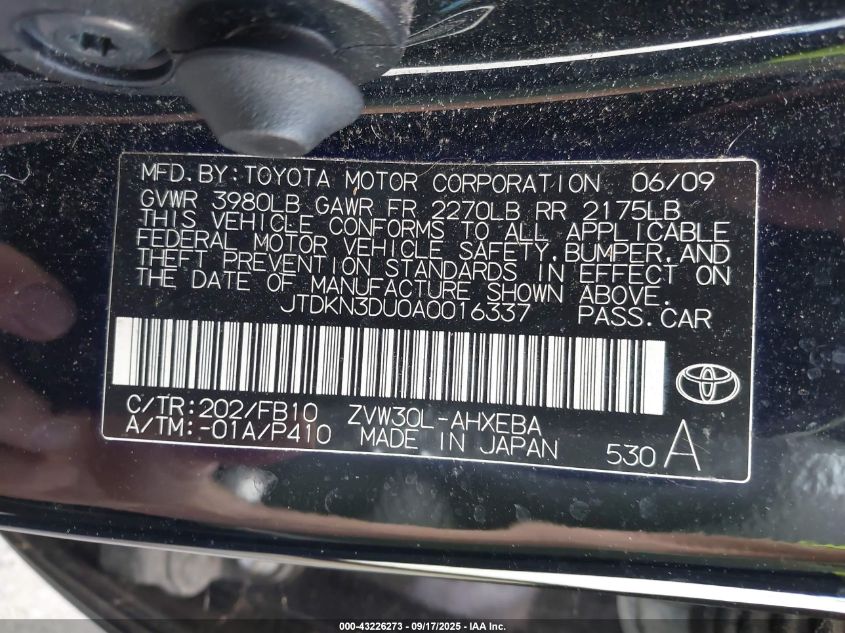 MFD. BY: TOYOTA MOTOR CORPORATION 06/09
GVWR 3980LB GAWR FR 2270LB RR 2175LB
THIS VEHICLE CONFORMS TO ALL APPLICABLE
FEDERAL MOTOR VEHICLE SAFETY, BUMPER, AND
THEFT PREVENTION STANDARDS IN EFFECT ON
THE DATE OF MANUFACTURE SHOWN ABOVE.
JTDKN3DU0A0016337 PASS. CAR
C/TR: 202/FB10 ZVW30L-AHXEBA
A/TM: -01A/P410 MADE IN JAPAN 530 A
000-43226273 - 09/17/2025 - IAA Inc.